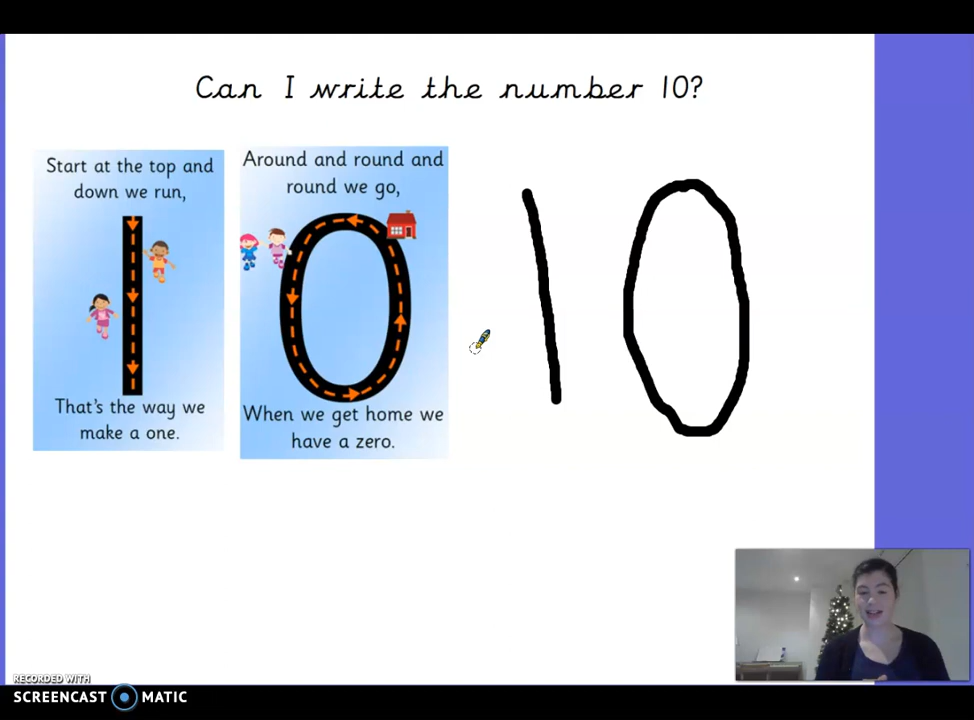 Can I write the number 10?
Start at the top and
down we run,
That's the way we
make a one.
Around and round and
round we go,
0
When we get home we
have a zero.
10
RECORDED WITH
SCREENCAST MATIC